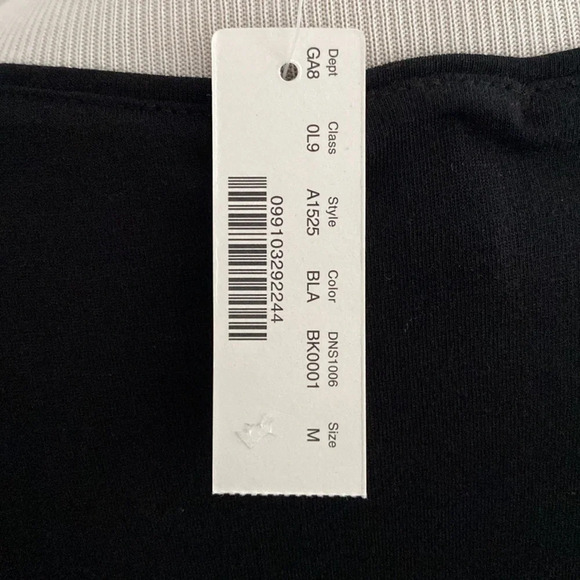 Dept Class Style Color DNS1006 Size
GA8 0L9 A1525 BLA BK0001 M
099103292244